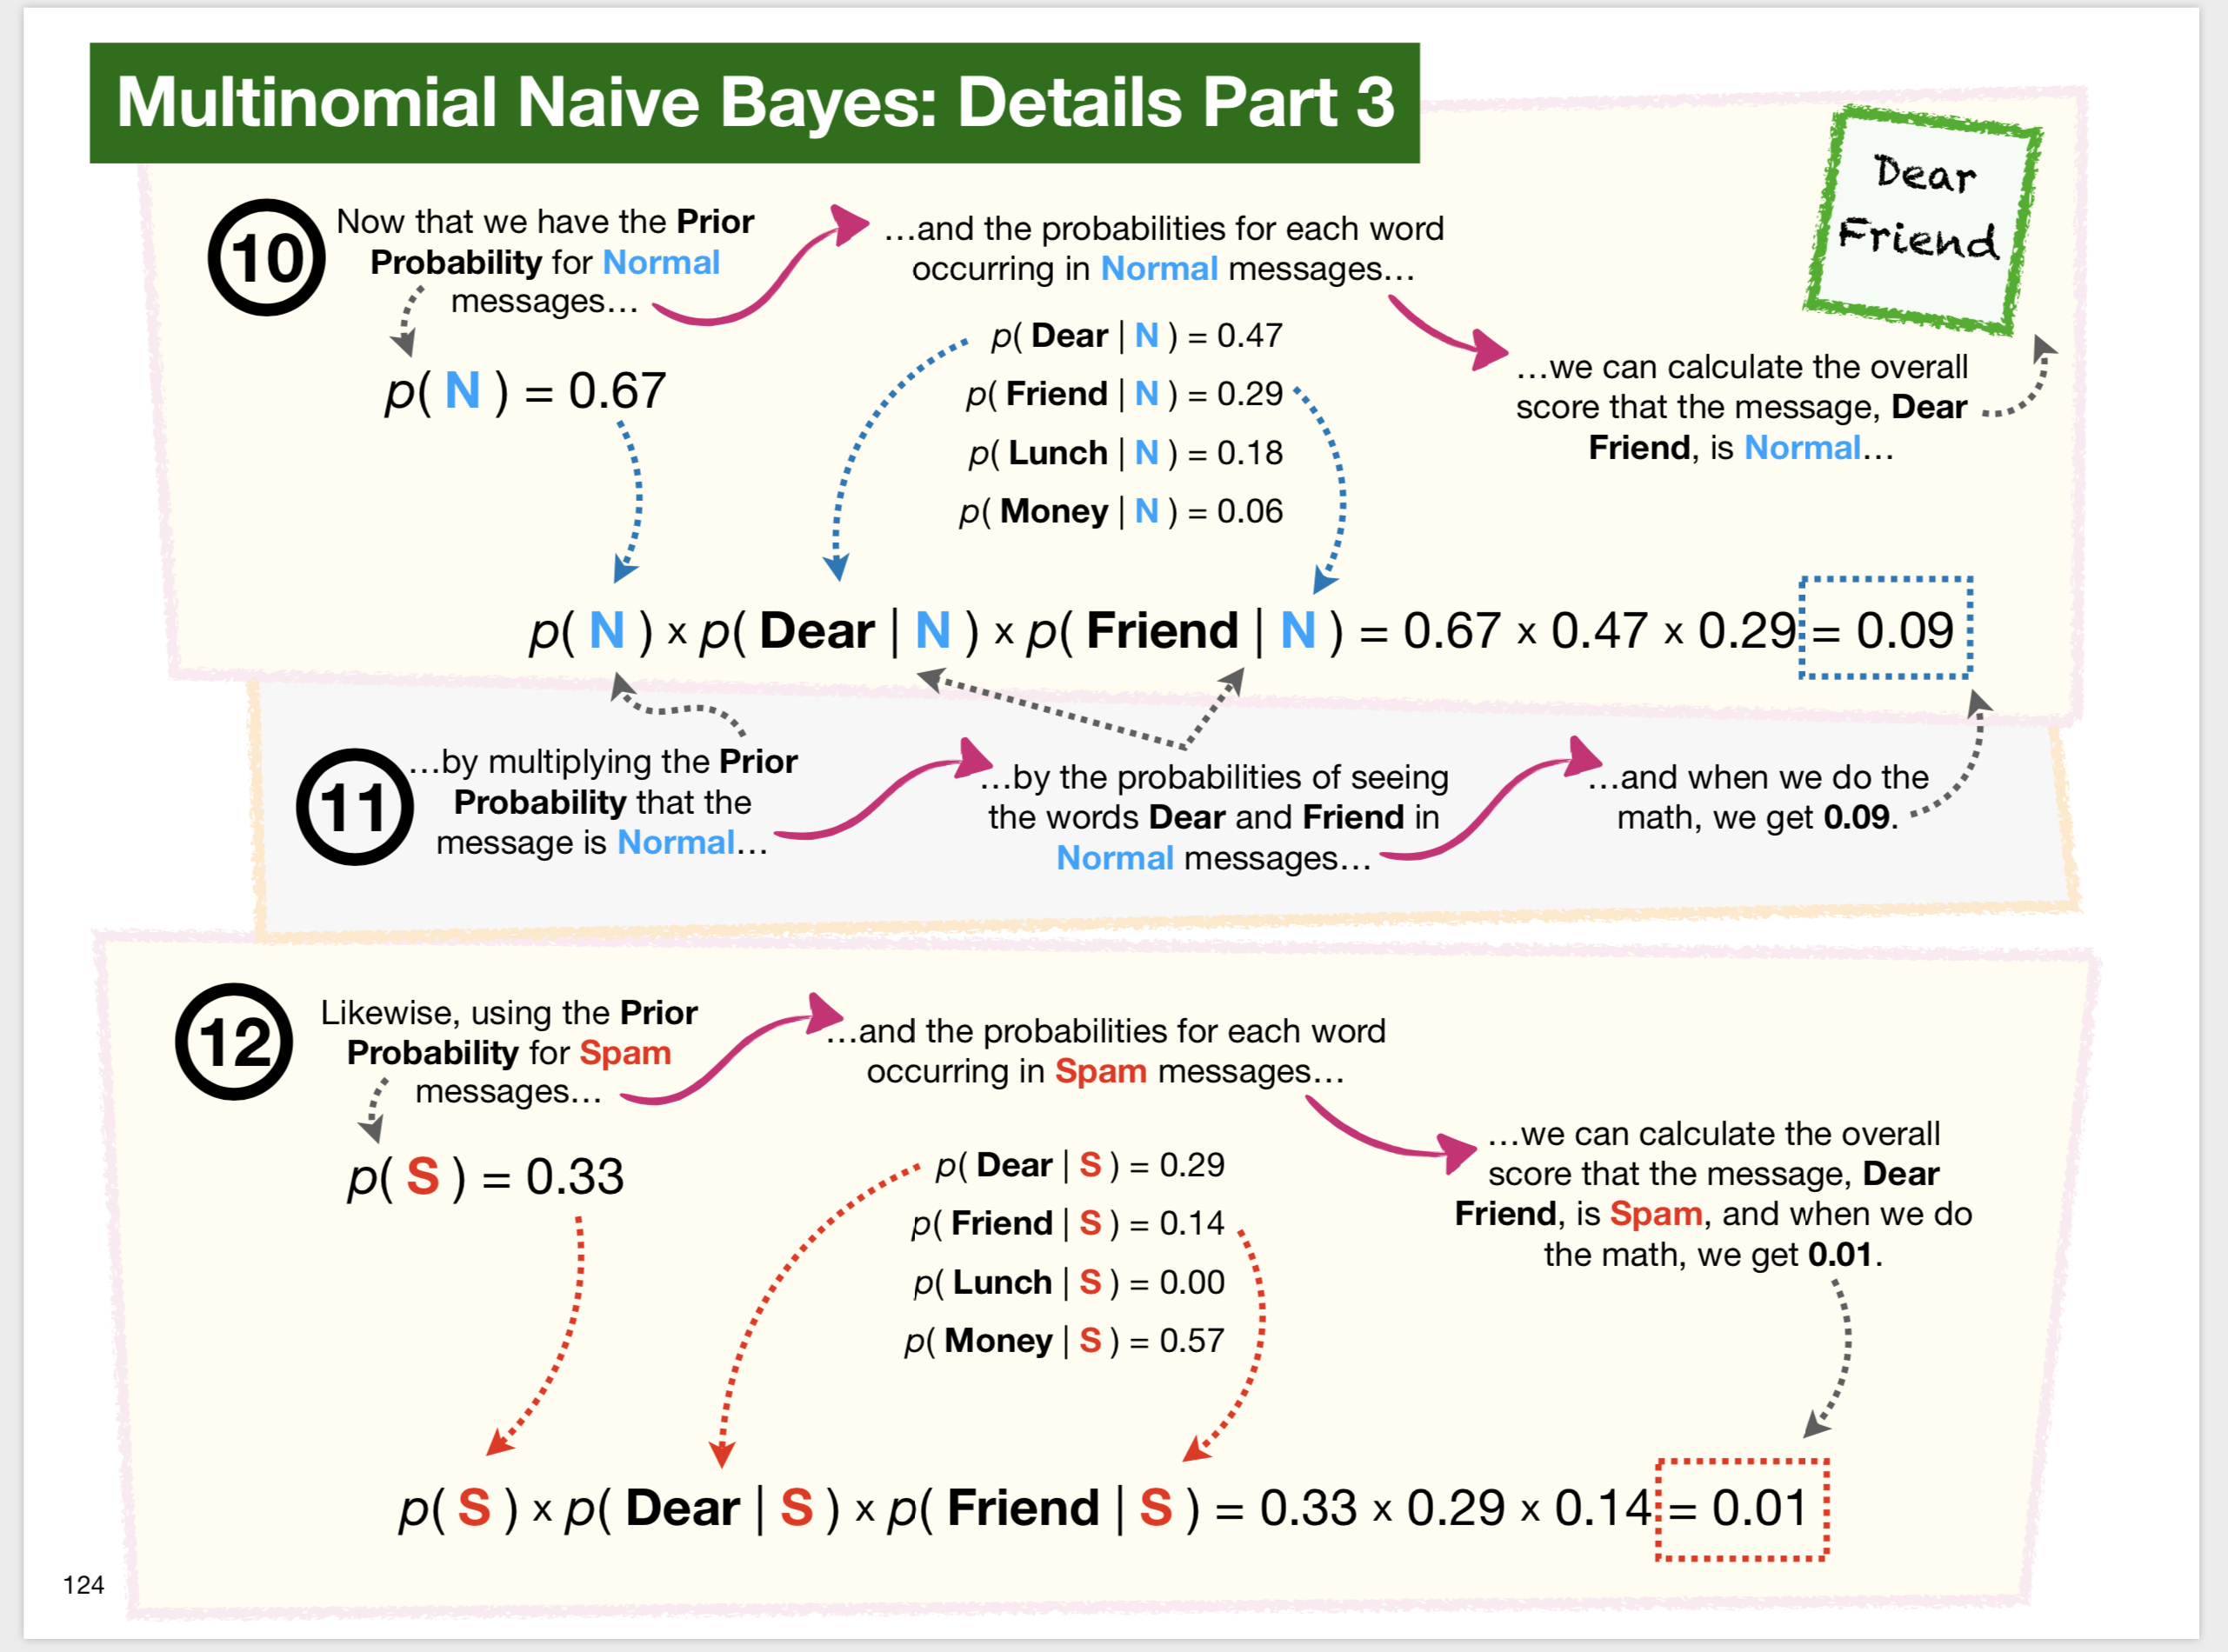 Multinomial Naive Bayes: Details Part 3
Dear
Friend
10
Now that we have the Prior
Probability for Normal
messages…
p( N ) = 0.67
…and the probabilities for each word
occurring in Normal messages…
p( Dear | N ) = 0.47
p( Friend | N ) = 0.29
p( Lunch | N ) = 0.18
p( Money | N ) = 0.06
…we can calculate the overall
score that the message, Dear
Friend, is Normal…
p( N ) x p( Dear | N ) x p( Friend | N ) = 0.67 x 0.47 x 0.29 = 0.09
11
…by multiplying the Prior
Probability that the
message is Normal…
…by the probabilities of seeing
the words Dear and Friend in
Normal messages…
…and when we do the
math, we get 0.09.
12
Likewise, using the Prior
Probability for Spam
messages…
p( S ) = 0.33
…and the probabilities for each word
occurring in Spam messages…
p( Dear | S ) = 0.29
p( Friend | S ) = 0.14
p( Lunch | S ) = 0.00
p( Money | S ) = 0.57
…we can calculate the overall
score that the message, Dear
Friend, is Spam, and when we do
the math, we get 0.01.
p( S ) x p( Dear | S ) x p( Friend | S ) = 0.33 x 0.29 x 0.14 = 0.01
124